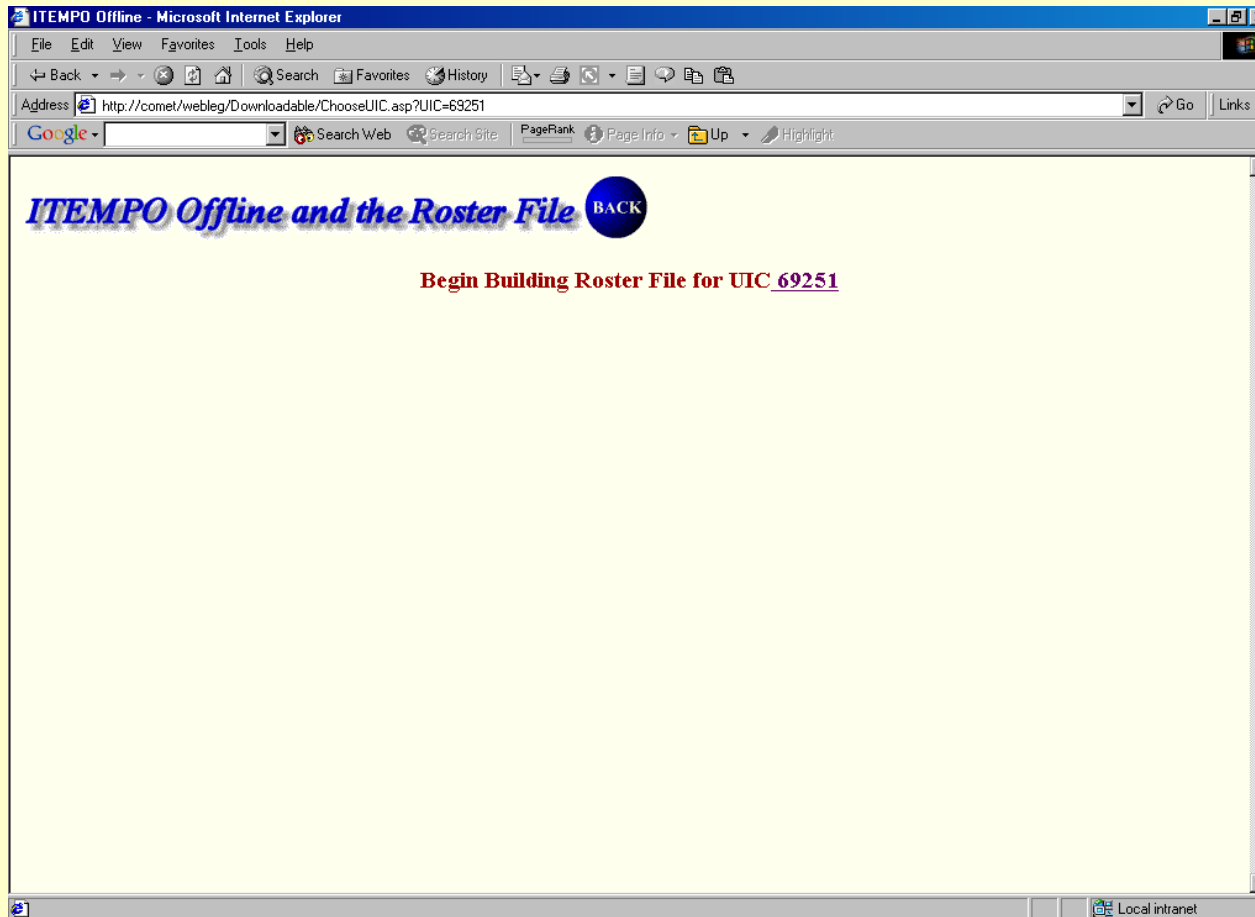 ITEMPO Offline - Microsoft Internet Explorer
File Edit View Favorites Tools Help
Back Search Favorites History
Address http://comet/webleg/Downloadable/ChooseUIC.asp?UIC=69251 Go Links
Google Search Web Search Site PageRank Page Info Up Highlight
ITEMPO Offline and the Roster File BACK
Begin Building Roster File for UIC 69251
Local intranet